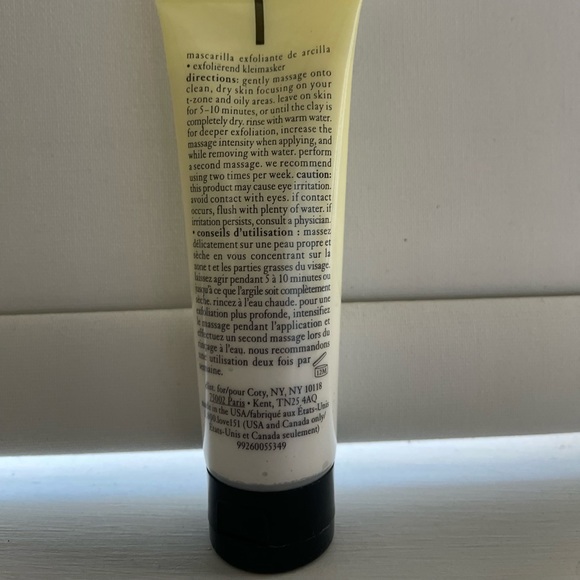 mascarilla exfoliante de arcilla
• exfoliërend kleimasker
directions: gently massage onto
clean, dry skin focusing on your
t-zone and oily areas. leave on skin
for 5–10 minutes, or until the clay is
completely dry. rinse with warm water.
for deeper exfoliation, increase the
massage intensity when applying, and
while removing with water. perform
a second massage. we recommend
using two times per week. caution:
this product may cause eye irritation.
avoid contact with eyes. if contact
occurs, flush with plenty of water. if
irritation persists, consult a physician.
• conseils d'utilisation : massez
délicatement sur une peau propre et
sèche en vous concentrant sur la
zone t et les parties grasses du visage.
laissez agir pendant 5 à 10 minutes ou
jusqu'à ce que l'argile soit complètement
sèche. rincez à l'eau chaude. pour une
exfoliation plus profonde, intensifiez
le massage pendant l'application et
effectuez un second massage lors du
rinçage à l'eau. nous recommandons
une utilisation deux fois par
semaine.
12M
dist: for/pour Coty, NY, NY 10118
75002 Paris • Kent, TN25 4AQ
made in the USA/fabriqué aux États-Unis
(USA and Canada only/
États-Unis et Canada seulement)
99260055349